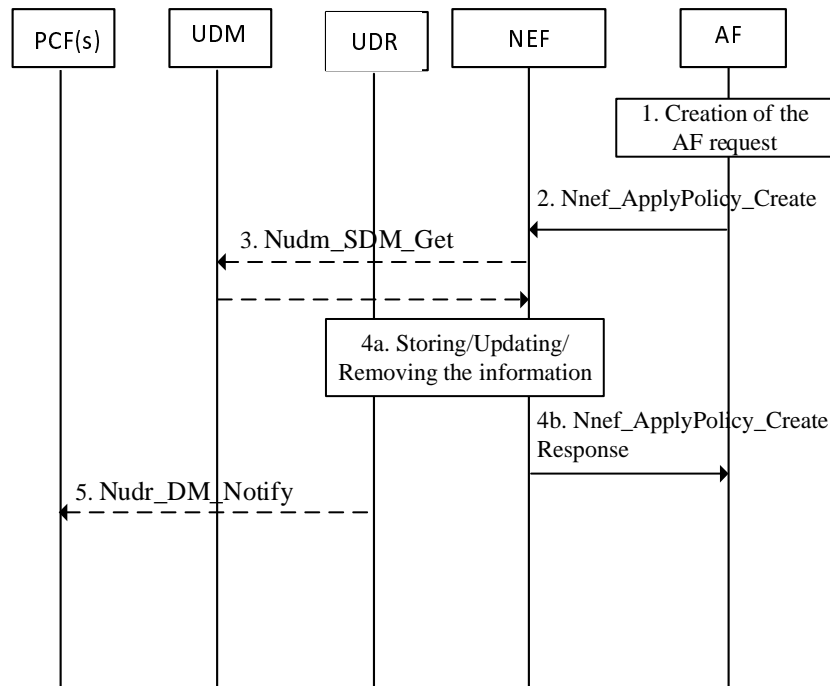 PCF(s)
UDM
UDR
NEF
AF
1. Creation of the
AF request
2. Nnef_ApplyPolicy_Create
3. Nudm_SDM_Get
4a. Storing/Updating/
Removing the information
4b. Nnef_ApplyPolicy_Create
Response
5. Nudr_DM_Notify